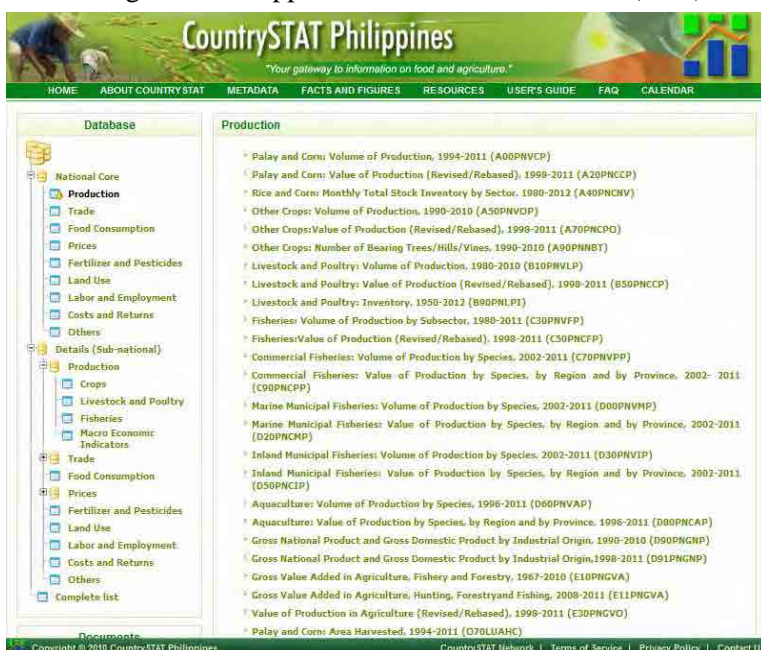 CountrySTAT Philippines
"Your gateway to information on food and agriculture."
HOME ABOUT COUNTRYSTAT METADATA FACTS AND FIGURES RESOURCES USER'S GUIDE FAQ CALENDAR
Database
National Core
Production
Trade
Food Consumption
Prices
Fertilizer and Pesticides
Land Use
Labor and Employment
Costs and Returns
Others
Details (Sub-national)
Production
Crops
Livestock and Poultry
Fisheries
Macro Economic
Indicators
Trade
Food Consumption
Prices
Fertilizer and Pesticides
Land Use
Labor and Employment
Costs and Returns
Others
Complete list
Documents
Production
Palay and Corn: Volume of Production, 1994-2011 (A00PNVCP)
Palay and Corn: Value of Production (Revised/Rebased), 1998-2011 (A20PNCCP)
Rice and Corn: Monthly Total Stock Inventory by Sector. 1980-2012 (A40PNCNV)
Other Crops: Volume of Production, 1990-2010 (A50PNVOP)
Other Crops:Value of Production (Revised/Rebased), 1998-2011 (A70PNCPO)
Other Crops: Number of Bearing Trees/Hills/Vines, 1990-2010 (A90PNNBT)
Livestock and Poultry: Volume of Production, 1980-2010 (B10PNVLP)
Livestock and Poultry: Value of Production (Revised/Rebased), 1998-2011 (B50PNCCP)
Livestock and Poultry: Inventory, 1950-2012 (B90PNLPI)
Fisheries: Volume of Production by Subsector, 1980-2011 (C30PNVFP)
Fisheries:Value of Production (Revised/Rebased). 1998-2011 (C50PNCFP)
Commercial Fisheries: Volume of Production by Species, 2002-2011 (C70PNVPP)
Commercial Fisheries: Value of Production by Species, by Region and by Province, 2002- 2011
(C90PNCPP)
Marine Municipal Fisheries: Volume of Production by Species, 2002-2011 (D00PNVMP)
Marine Municipal Fisheries: Value of Production by Species, by Region and by Province, 2002-2011
(D20PNCMP)
Inland Municipal Fisheries: Volume of Production by Species, 2002-2011 (D30PNVIP)
Inland Municipal Fisheries: Value of Production by Species, by Region and by Province, 2002-2011
(D50PNCIP)
Aquaculture: Volume of Production by Species, 1996-2011 (D60PNVAP)
Aquaculture: Value of Production by Species, by Region and by Province. 1996-2011 (D80PNCAP)
Gross National Product and Gross Domestic Product by Industrial Origin, 1990-2010 (D90PNGNP)
Gross National Product and Gross Domestic Product by Industrial Origin,1998-2011 (D91PNGNP)
Gross Value Added in Agriculture, Fishery and Forestry, 1967-2010 (E10PNGVA)
Gross Value Added in Agriculture, Hunting, Forestryand Fishing, 2008-2011 (E11PNGVA)
Value of Production in Agriculture (Revised/Rebased), 1998-2011 (E30PNGVO)
Palay and Corn: Area Harvested, 1994-2011 (O70LUAHC)
Copyright © 2010 CountrySTAT Philippines CountrySTAT Network | Terms of Service | Privacy Policy | Contact U